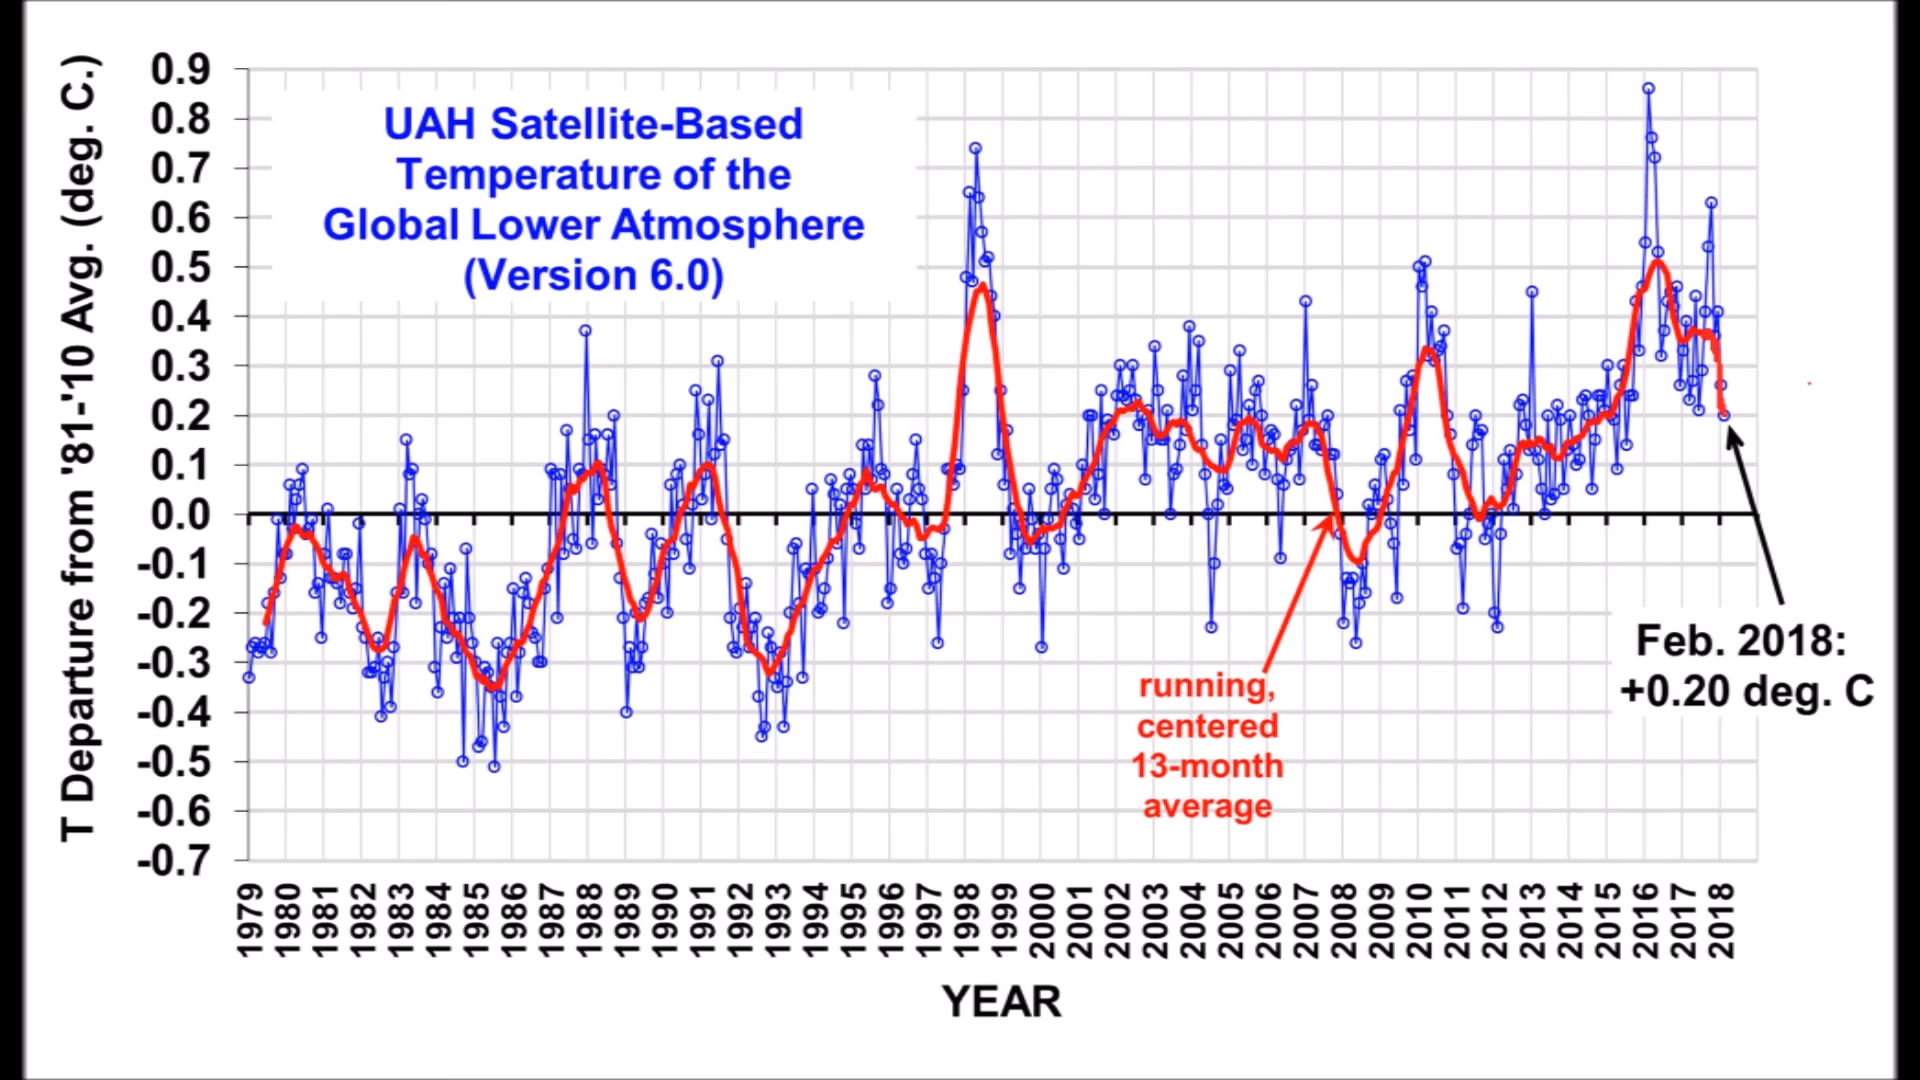 UAH Satellite-Based
Temperature of the
Global Lower Atmosphere
(Version 6.0)
T Departure from '81-'10 Avg. (deg. C.)
0.9
0.8
0.7
0.6
0.5
0.4
0.3
0.2
0.1
0.0
-0.1
-0.2
-0.3
-0.4
-0.5
-0.6
-0.7
running,
centered
13-month
average
Feb. 2018:
+0.20 deg. C
1979 1980 1981 1982 1983 1984 1985 1986 1987 1988 1989 1990 1991 1992 1993 1994 1995 1996 1997 1998 1999 2000 2001 2002 2003 2004 2005 2006 2007 2008 2009 2010 2011 2012 2013 2014 2015 2016 2017 2018
YEAR